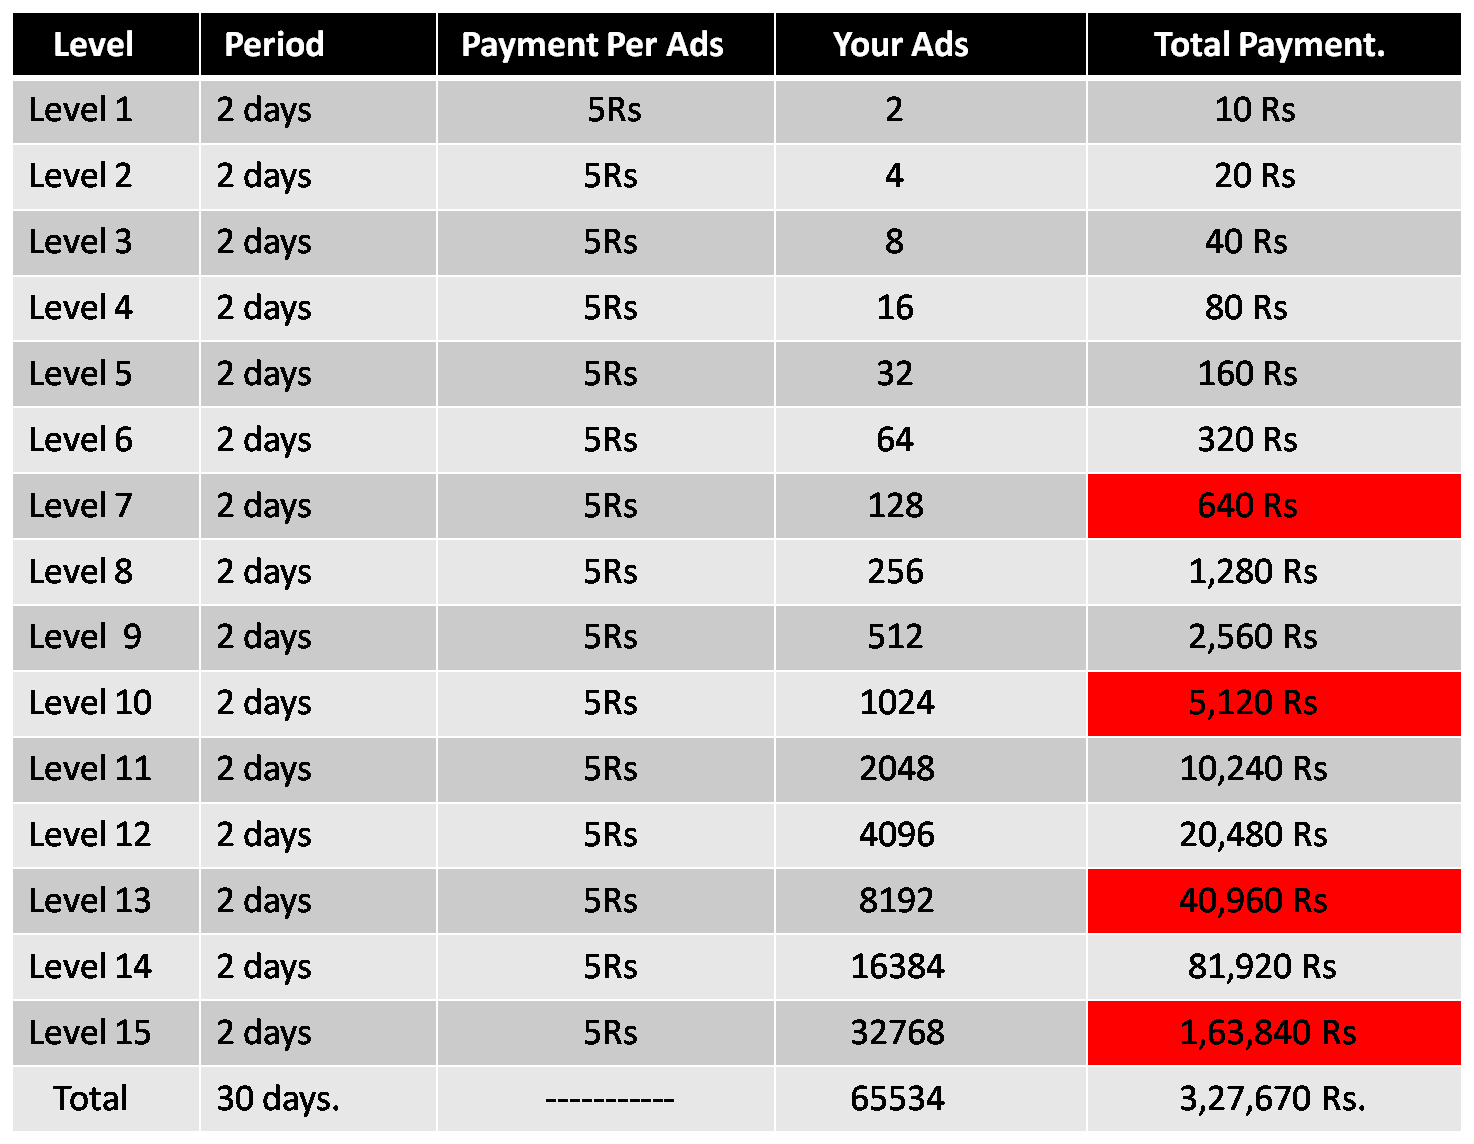 Level Period Payment Per Ads Your Ads Total Payment.
Level 1 2 days 5Rs 2 10 Rs
Level 2 2 days 5Rs 4 20 Rs
Level 3 2 days 5Rs 8 40 Rs
Level 4 2 days 5Rs 16 80 Rs
Level 5 2 days 5Rs 32 160 Rs
Level 6 2 days 5Rs 64 320 Rs
Level 7 2 days 5Rs 128 640 Rs
Level 8 2 days 5Rs 256 1,280 Rs
Level 9 2 days 5Rs 512 2,560 Rs
Level 10 2 days 5Rs 1024 5,120 Rs
Level 11 2 days 5Rs 2048 10,240 Rs
Level 12 2 days 5Rs 4096 20,480 Rs
Level 13 2 days 5Rs 8192 40,960 Rs
Level 14 2 days 5Rs 16384 81,920 Rs
Level 15 2 days 5Rs 32768 1,63,840 Rs
Total 30 days. ----------- 65534 3,27,670 Rs.